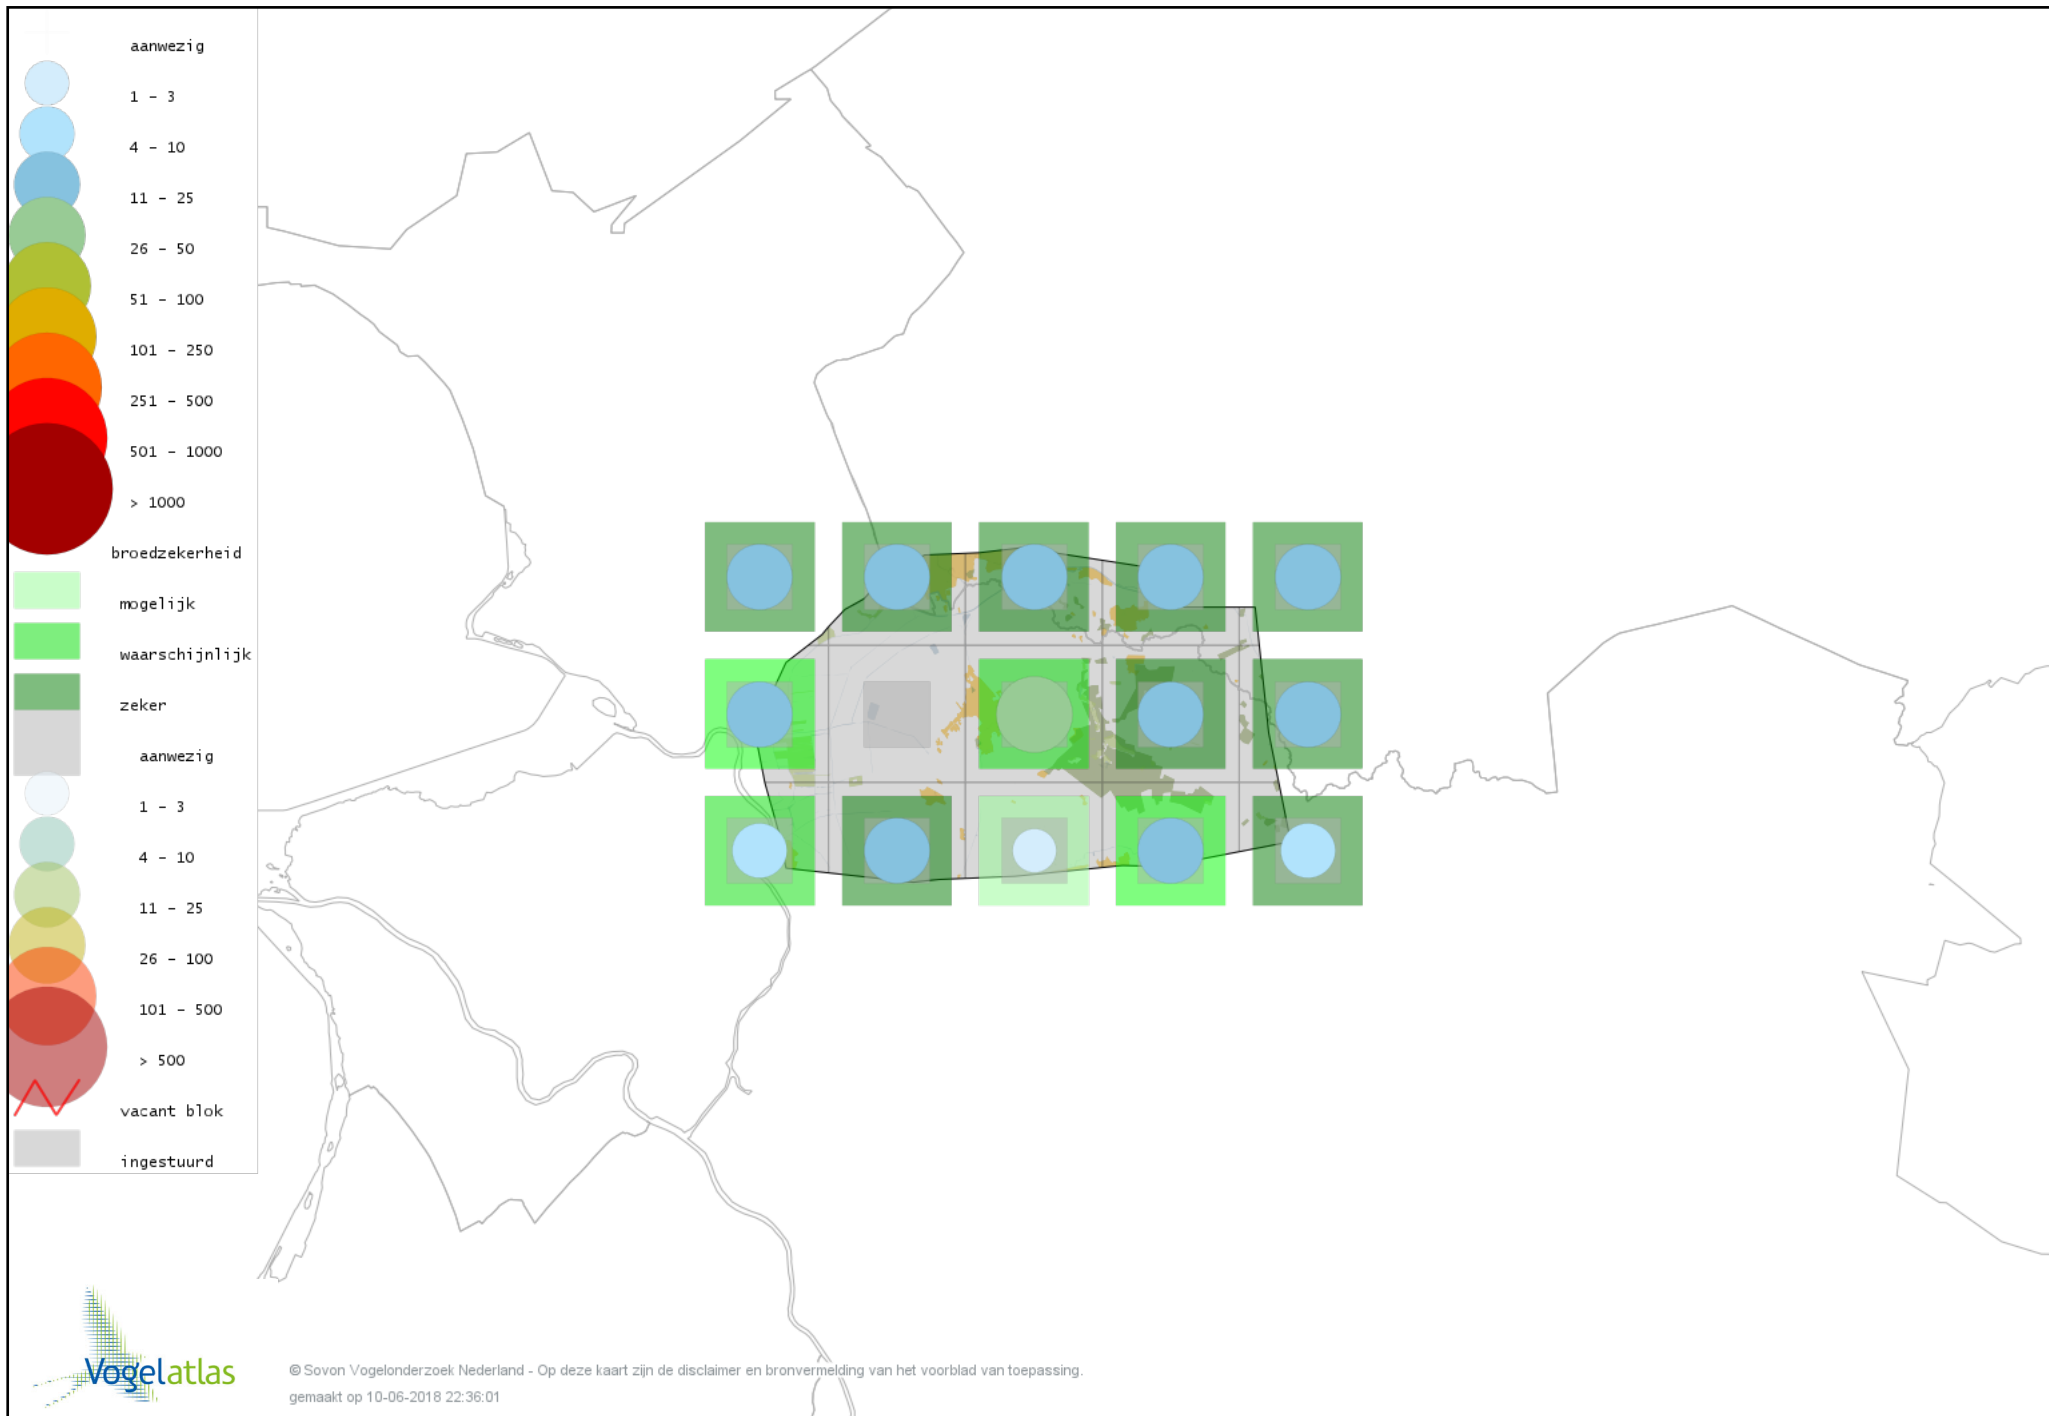 aanwezig
1 - 3
4 - 10
11 - 25
26 - 50
51 - 100
101 - 250
251 - 500
501 - 1000
> 1000
broedzekerheid
mogelijk
waarschijnlijk
zeker
aanwezig
1 - 3
4 - 10
11 - 25
26 - 100
101 - 500
> 500
vacant blok
ingestuurd
Vogelatlas
© Sovon Vogelonderzoek Nederland - Op deze kaart zijn de disclaimer en bronvermelding van het voorblad van toepassing.
gemaakt op 10-06-2018 22:36:01